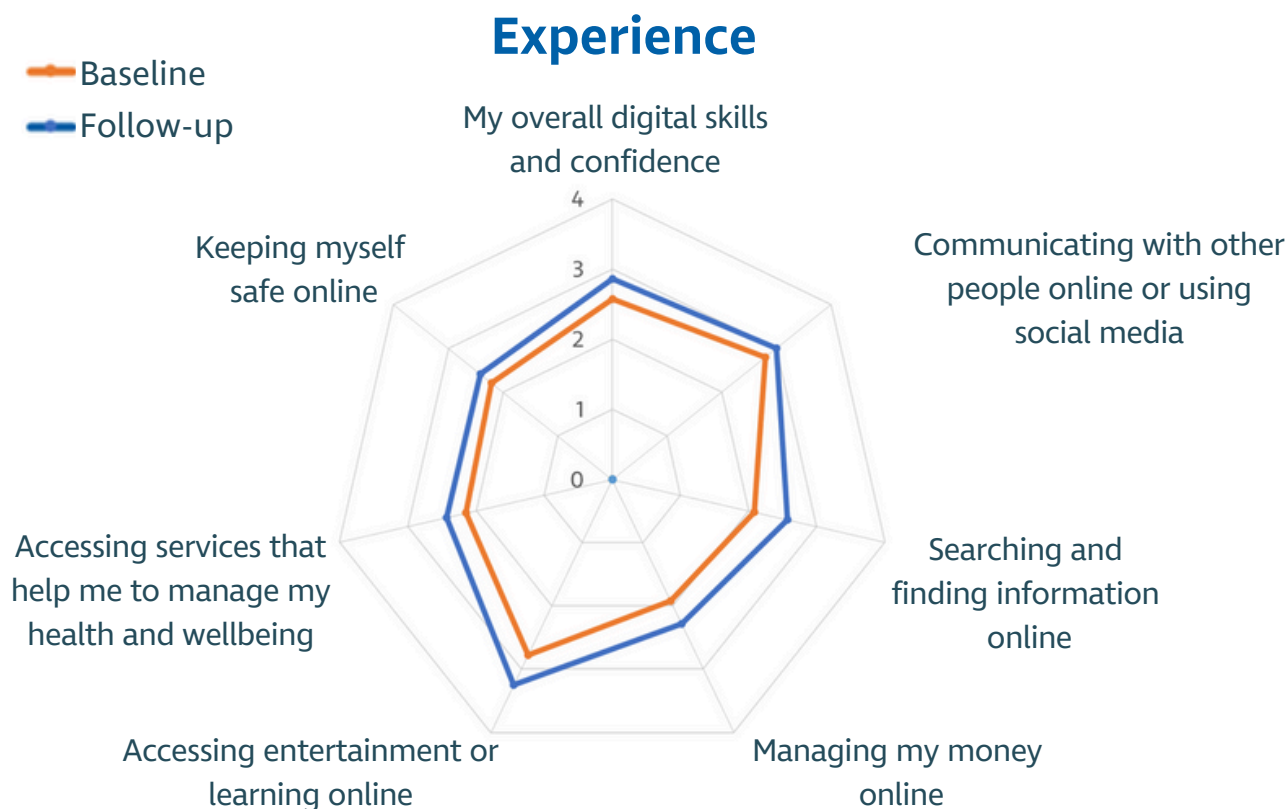 Experience
Baseline
Follow-up
My overall digital skills
and confidence
Communicating with other
people online or using
social media
Searching and
finding information
online
Managing my money
online
Accessing entertainment or
learning online
Accessing services that
help me to manage my
health and wellbeing
Keeping myself
safe online
4
3
2
1
0